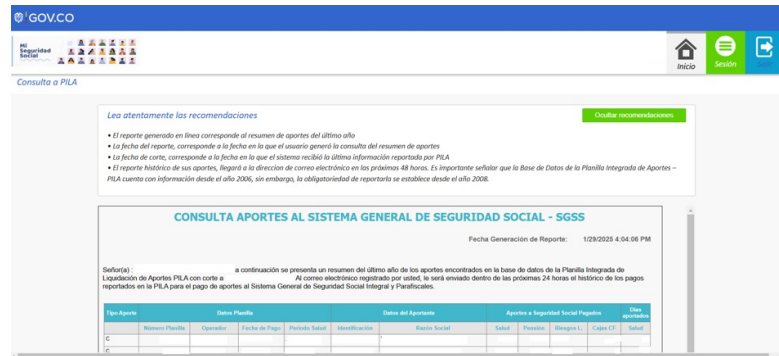 GOV.CO
Mi
Seguridad
Social
Inicio
Sesión
Salir
Consulta a PILA
Lea atentamente las recomendaciones
Ocultar recomendaciones
• El reporte generado en línea corresponde al resumen de aportes del último año
• La fecha del reporte, corresponde a la fecha en la que el usuario generó la consulta del resumen de aportes
• La fecha de corte, corresponde a la fecha en la que el sistema recibió la última información reportada por PILA
• El reporte histórico de sus aportes, llegará a la direccion de correo electrónico en las próximas 48 horas. Es importante señalar que la Base de Datos de la Planilla Integrada de Aportes –
PILA cuenta con información desde el año 2006, sin embargo, la obligatoriedad de reportarla se establece desde el año 2008.
CONSULTA APORTES AL SISTEMA GENERAL DE SEGURIDAD SOCIAL - SGSS
Fecha Generación de Reporte: 1/29/2025 4:04:06 PM
Señor(a) : a continuación se presenta un resumen del último año de los aportes encontrados en la base de datos de la Planilla Integrada de
Liquidación de Aportes PILA con corte a Al correo electrónico registrado por usted, le será enviado dentro de las próximas 24 horas el histórico de los pagos
reportados en la PILA para el pago de aportes al Sistema General de Seguridad Social Integral y Parafiscales.
Tipo Aporte Datos Planilla Datos del Aportante Aportes a Seguridad Social Pagados Días aportados
Número Planilla Operador Fecha de Pago Periodo Salud Identificación Razón Social Salud Pensión Riesgos L. Cajas CF Salud
C
C